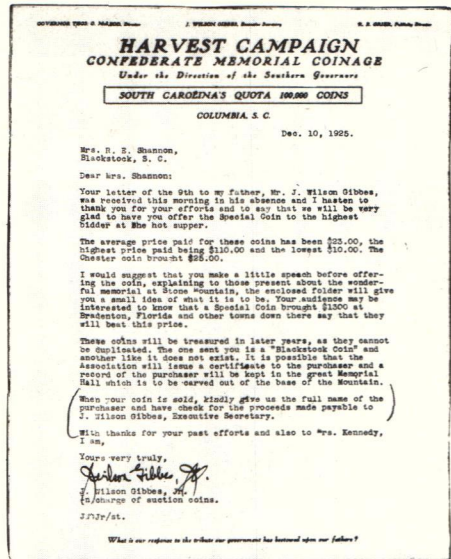 GOVERNOR THOS. G. McLEOD, Director J. WILSON GIBBES, Executive Secretary
HARVEST CAMPAIGN
CONFEDERATE MEMORIAL COINAGE
Under the Direction of the Southern Governors
SOUTH CAROLINA'S QUOTA 100,000 COINS
COLUMBIA, S. C.
Dec. 10, 1925.
Mrs. R. E. Shannon,
Blackstock, S. C.
Dear Mrs. Shannon:
Your letter of the 9th to my father, Mr. J. Wilson Gibbes,
was received this morning in his absence and I hasten to
thank you for your efforts and to say that we will be very
glad to have you offer the Special Coin to the highest
bidder at the hot supper.
The average price paid for these coins has been $23.00, the
highest price paid being $110.00 and the lowest $10.00. The
Chester coin brought $25.00.
I would suggest that you make a little speech before offer-
ing the coin, explaining to those present about the wonder-
ful memorial at Stone Mountain, the enclosed folder will give
you a small idea of what it is to be. Your audience may be
interested to know that a Special Coin brought $1300 at
Bradenton, Florida and other towns down there say that they
will beat this price.
These coins will be treasured in later years, as they cannot
be duplicated. The one sent you is a "Blackstock Coin" and
another like it does not exist. It is possible that the
Association will issue a certificate to the purchaser and a
record of the purchaser will be kept in the great Memorial
Hall which is to be carved out of the base of the Mountain.
When your coin is sold, kindly give us the full name of the
purchaser and have check for the proceeds made payable to
J. Wilson Gibbes, Executive Secretary.
With thanks for your past efforts and also to Mrs. Kennedy,
I am,
Yours very truly,
J. Wilson Gibbes, Jr.
J. Wilson Gibbes, Jr.
In charge of auction coins.
What is our response to the tribute our government has bestowed upon our fathers?